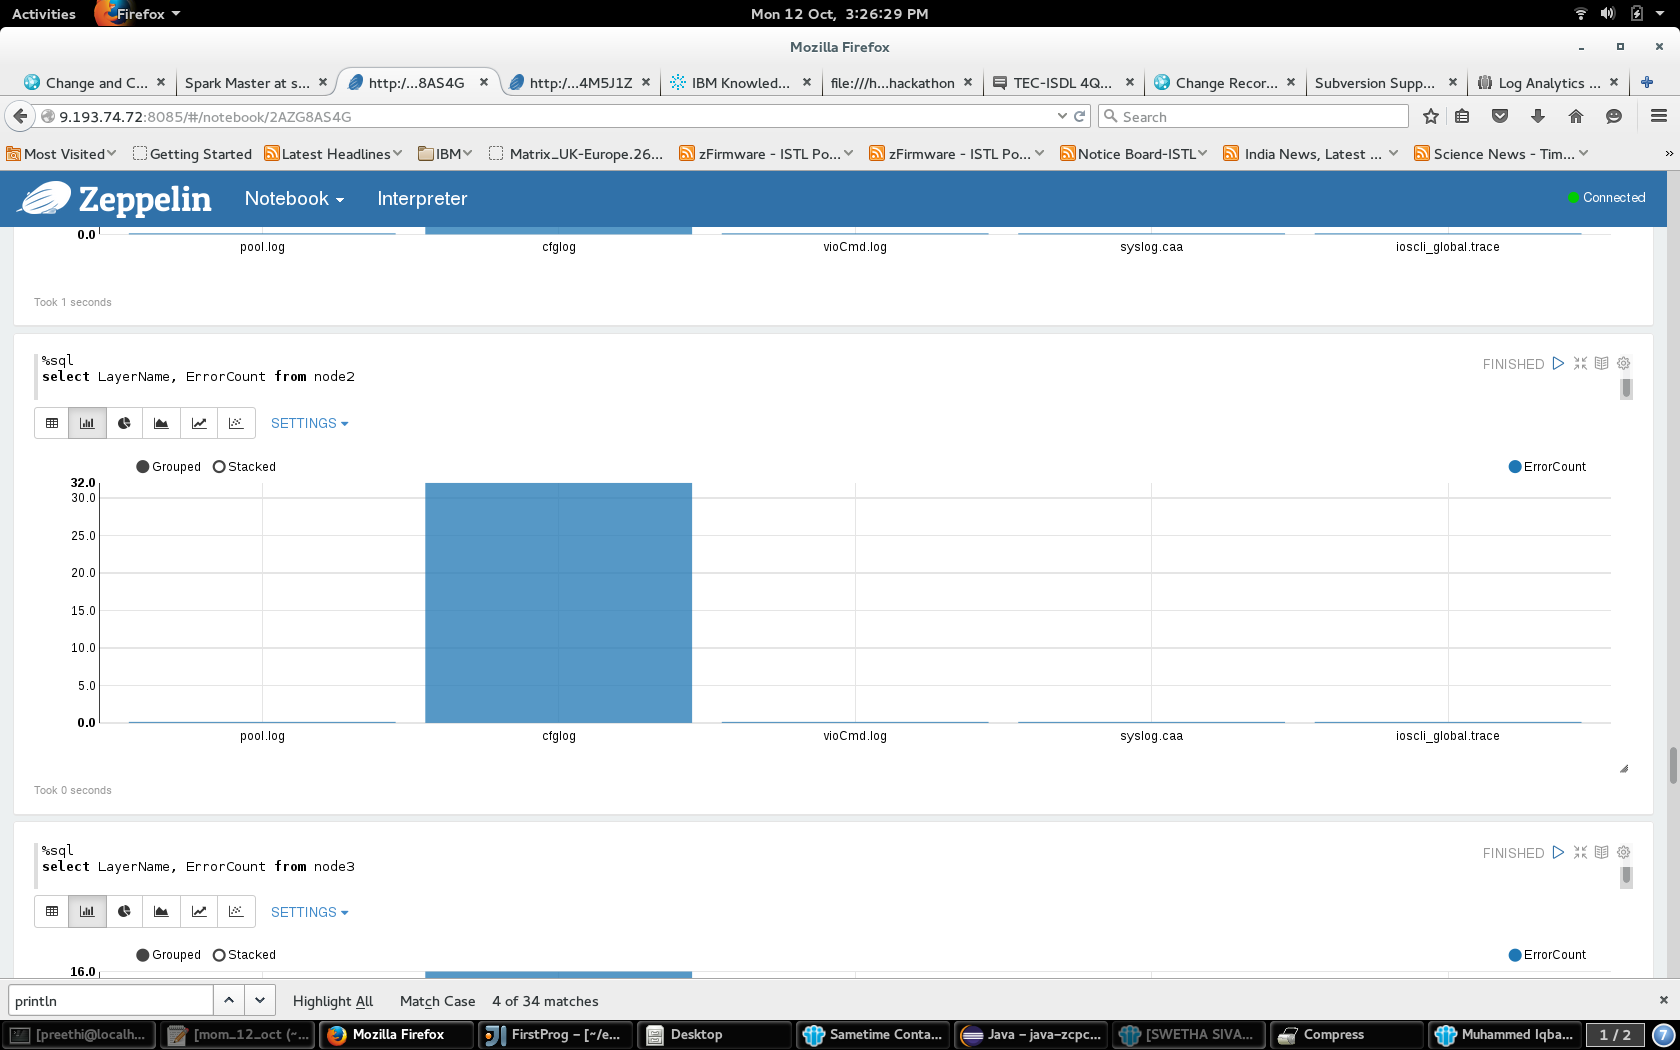 Activities Firefox Mon 12 Oct, 3:26:29 PM
Mozilla Firefox
Change and C... Spark Master at s... http:/...8AS4G http:/...4M5J1Z IBM Knowled... file:///h...hackathon TEC-ISDL 4Q... Change Recor... Subversion Supp... Log Analytics ...
9.193.74.72:8085/#/notebook/2AZG8AS4G Search
Most Visited Getting Started Latest Headlines IBM Matrix_UK-Europe.26... zFirmware - ISTL Po... zFirmware - ISTL Po... Notice Board-ISTL India News, Latest ... Science News - Tim... »
Zeppelin Notebook Interpreter Connected
0.0
pool.log cfglog vioCmd.log syslog.caa ioscli_global.trace
Took 1 seconds
%sql
select LayerName, ErrorCount from node2 FINISHED
SETTINGS
Grouped Stacked ErrorCount
32.0
30.0
25.0
20.0
15.0
10.0
5.0
0.0
pool.log cfglog vioCmd.log syslog.caa ioscli_global.trace
Took 0 seconds
%sql
select LayerName, ErrorCount from node3 FINISHED
SETTINGS
Grouped Stacked ErrorCount
16.0
println Highlight All Match Case 4 of 34 matches
[preethi@localh... [mom_12_oct (~... Mozilla Firefox FirstProg – [~/e... Desktop Sametime Conta... Java – java-zcpc... [SWETHA SIVA... Compress Muhammed Iqba... 1 / 2 7